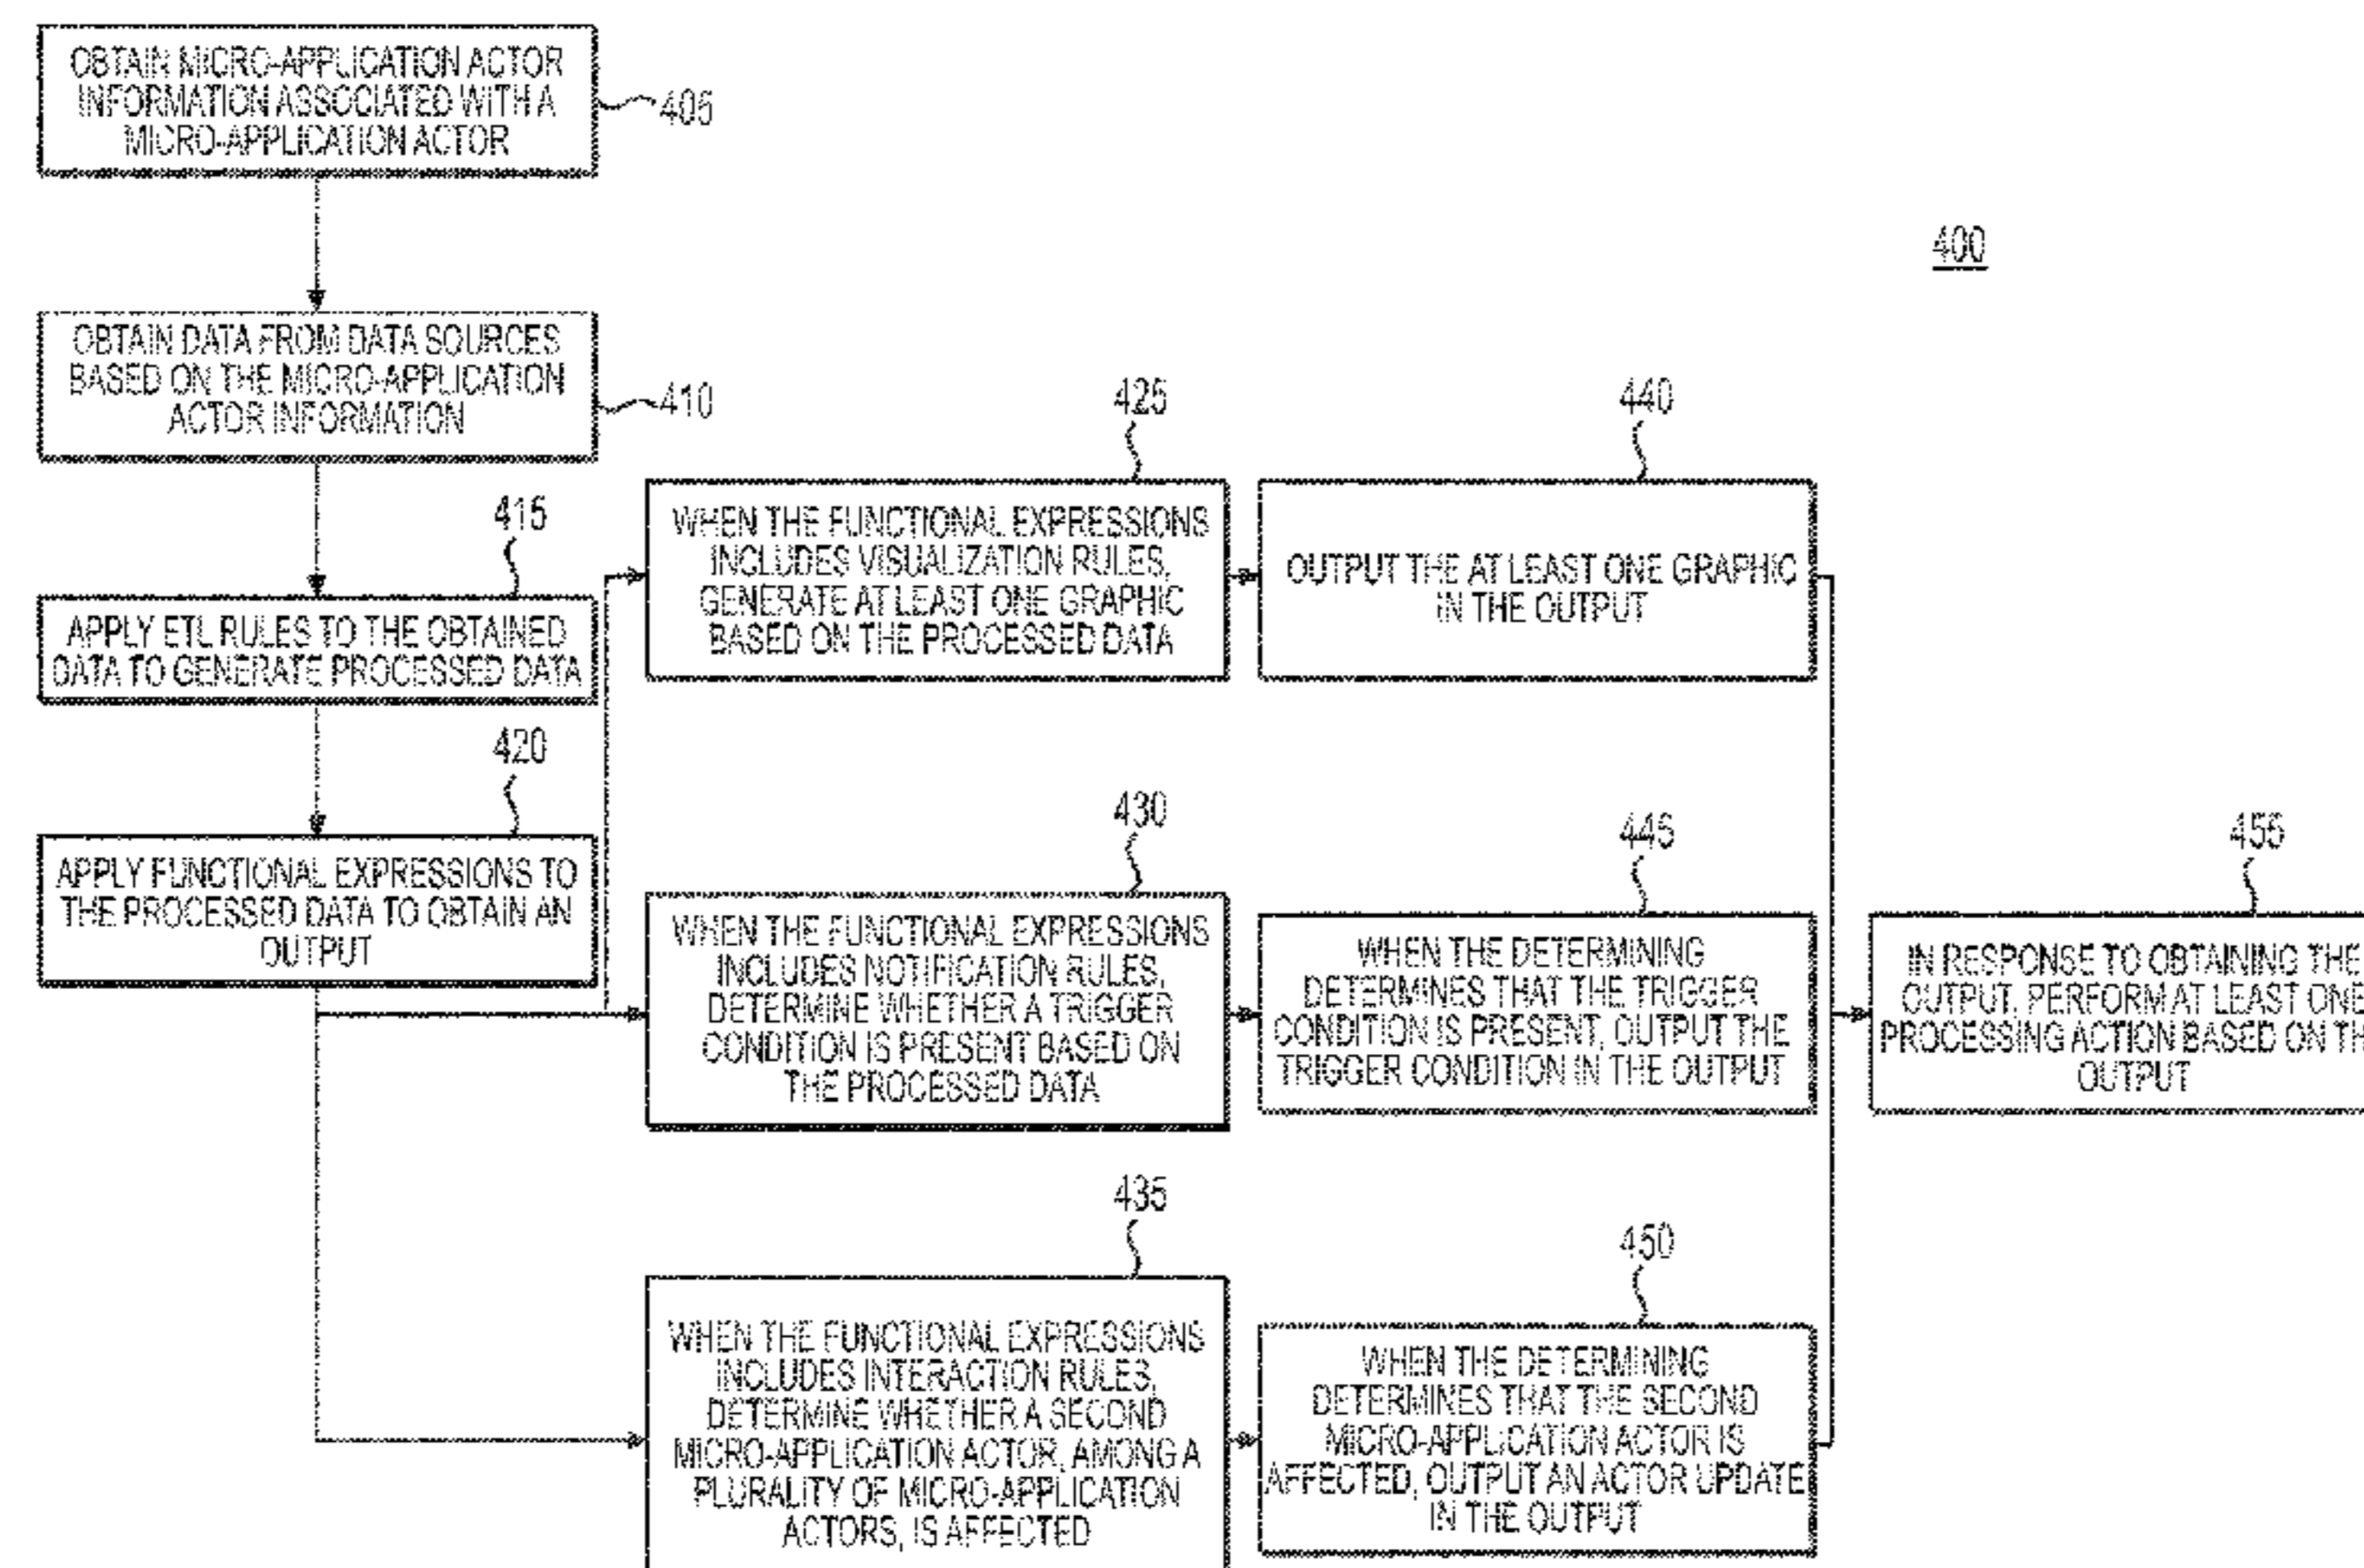 OBTAIN MICRO-APPLICATION ACTOR
INFORMATION ASSOCIATED WITH A
MICRO-APPLICATION ACTOR
405
400
OBTAIN DATA FROM DATA SOURCES
BASED ON THE MICRO-APPLICATION
ACTOR INFORMATION
410
415
APPLY ETL RULES TO THE OBTAINED
DATA TO GENERATE PROCESSED DATA
420
APPLY FUNCTIONAL EXPRESSIONS TO
THE PROCESSED DATA TO OBTAIN AN
OUTPUT
425
WHEN THE FUNCTIONAL EXPRESSIONS
INCLUDES VISUALIZATION RULES,
GENERATE AT LEAST ONE GRAPHIC
BASED ON THE PROCESSED DATA
440
OUTPUT THE AT LEAST ONE GRAPHIC
IN THE OUTPUT
430
WHEN THE FUNCTIONAL EXPRESSIONS
INCLUDES NOTIFICATION RULES,
DETERMINE WHETHER A TRIGGER
CONDITION IS PRESENT BASED ON
THE PROCESSED DATA
445
WHEN THE DETERMINING
DETERMINES THAT THE TRIGGER
CONDITION IS PRESENT, OUTPUT THE
TRIGGER CONDITION IN THE OUTPUT
455
IN RESPONSE TO OBTAINING THE
OUTPUT, PERFORM AT LEAST ONE
PROCESSING ACTION BASED ON TH
OUTPUT
435
WHEN THE FUNCTIONAL EXPRESSIONS
INCLUDES INTERACTION RULES,
DETERMINE WHETHER A SECOND
MICRO-APPLICATION ACTOR, AMONG A
PLURALITY OF MICRO-APPLICATION
ACTORS, IS AFFECTED
450
WHEN THE DETERMINING
DETERMINES THAT THE SECOND
MICRO-APPLICATION ACTOR IS
AFFECTED, OUTPUT AN ACTOR UPDATE
IN THE OUTPUT